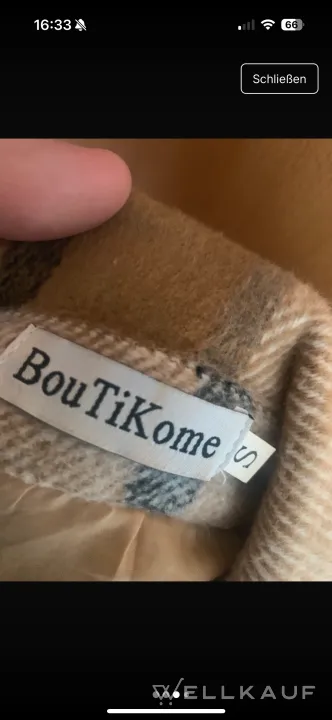 16:33
66
Schließen
BouTiKome
S
WELLKAUF